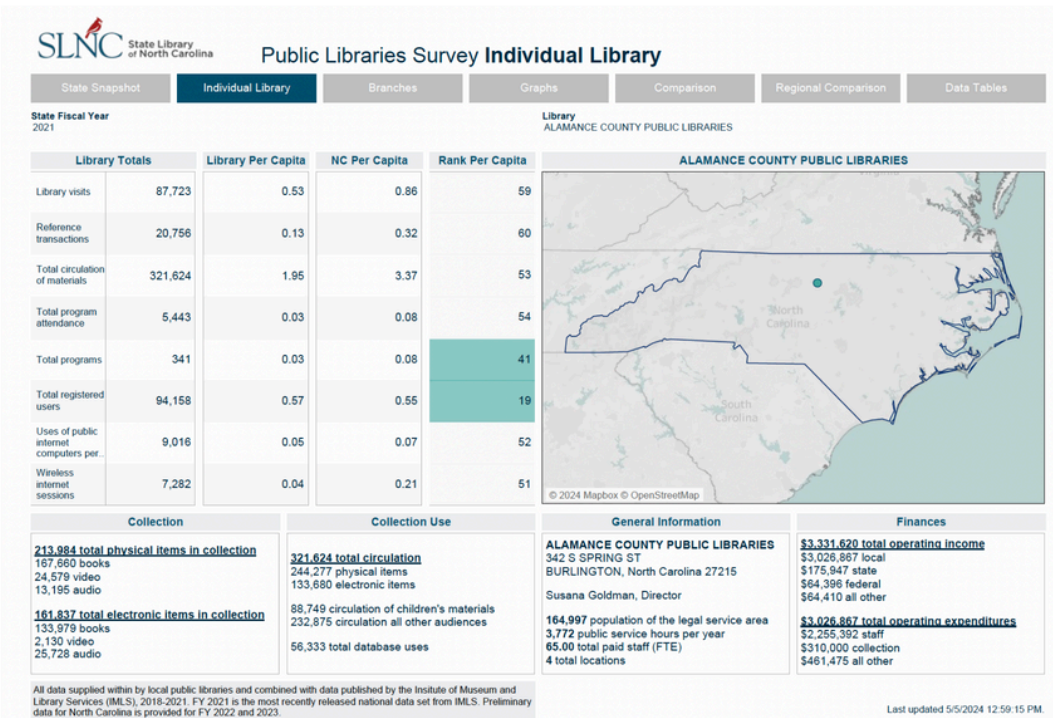 SLNC State Library of North Carolina
Public Libraries Survey Individual Library
State Snapshot Individual Library Branches Graphs Comparison Regional Comparison Data Tables
State Fiscal Year
2021
Library
ALAMANCE COUNTY PUBLIC LIBRARIES
Library Totals Library Per Capita NC Per Capita Rank Per Capita
Library visits 87,723 0.53 0.86 59
Reference transactions 20,756 0.13 0.32 60
Total circulation of materials 321,624 1.95 3.37 53
Total program attendance 5,443 0.03 0.08 54
Total programs 341 0.03 0.08 41
Total registered users 94,158 0.57 0.55 19
Uses of public internet computers per.. 9,016 0.05 0.07 52
Wireless internet sessions 7,282 0.04 0.21 51
ALAMANCE COUNTY PUBLIC LIBRARIES
Virginia
North Carolina
South Carolina
© 2024 Mapbox © OpenStreetMap
Collection
213,984 total physical items in collection
167,660 books
24,579 video
13,195 audio
161,837 total electronic items in collection
133,979 books
2,130 video
25,728 audio
Collection Use
321,624 total circulation
244,277 physical items
133,680 electronic items
88,749 circulation of children's materials
232,875 circulation all other audiences
56,333 total database uses
General Information
ALAMANCE COUNTY PUBLIC LIBRARIES
342 S SPRING ST
BURLINGTON, North Carolina 27215
Susana Goldman, Director
164,997 population of the legal service area
3,772 public service hours per year
65.00 total paid staff (FTE)
4 total locations
Finances
$3,331,620 total operating income
$3,026,867 local
$175,947 state
$64,396 federal
$64,410 all other
$3,026,867 total operating expenditures
$2,255,392 staff
$310,000 collection
$461,475 all other
All data supplied within by local public libraries and combined with data published by the Insitute of Museum and
Library Services (IMLS), 2018-2021. FY 2021 is the most recently released national data set from IMLS. Preliminary
data for North Carolina is provided for FY 2022 and 2023.
Last updated 5/5/2024 12:59:15 PM.